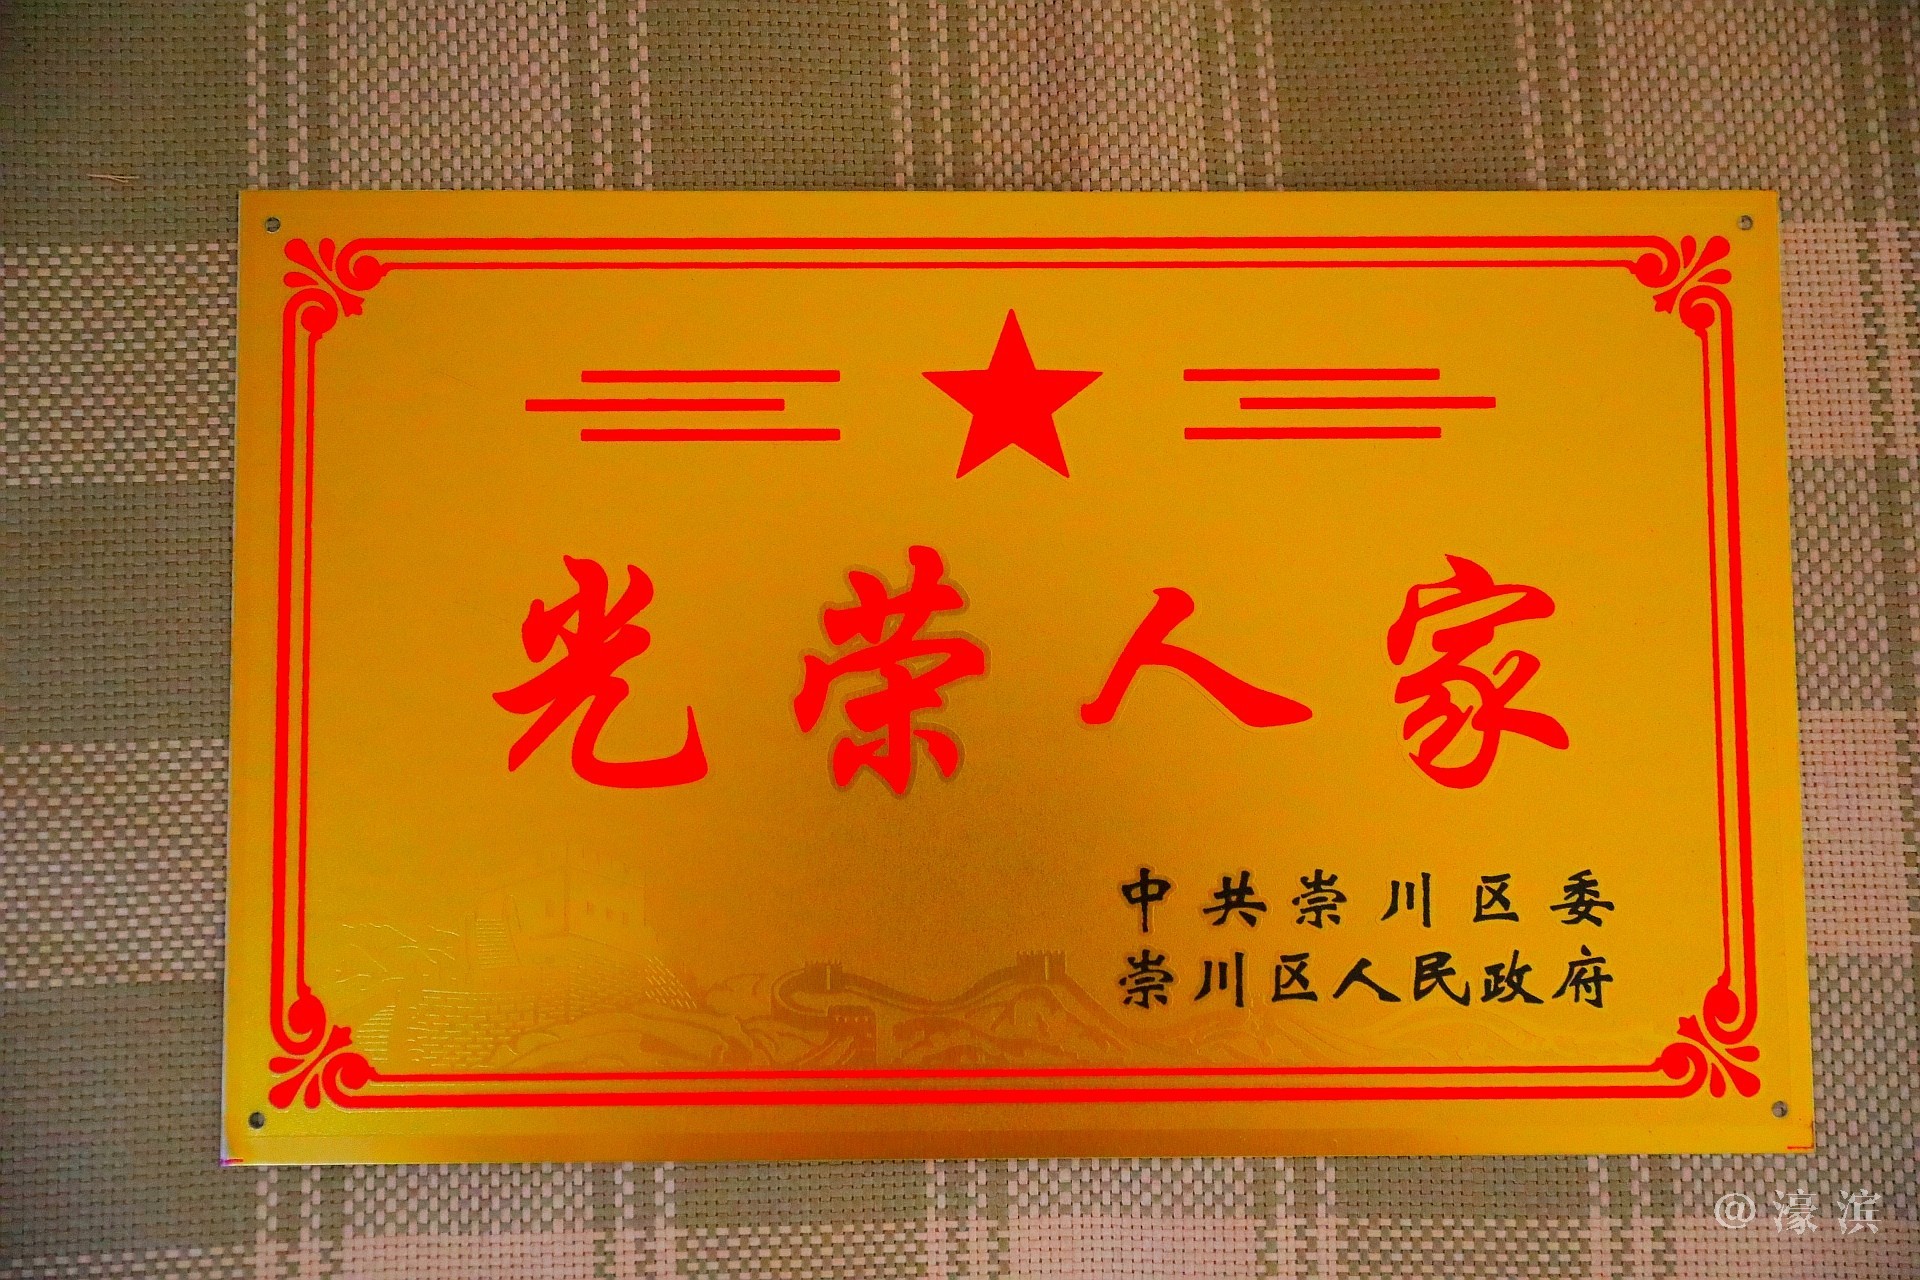 光荣人家
中共崇川区委
崇川区人民政府
@濠滨